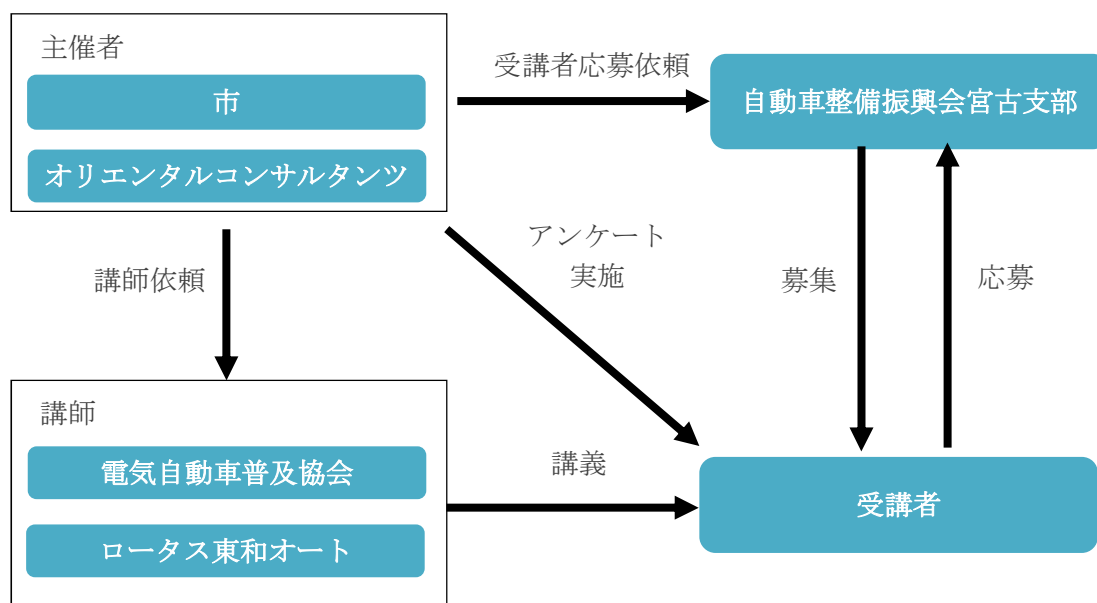 主催者
市
オリエンタルコンサルタンツ
受講者応募依頼
自動車整備振興会宮古支部
講師依頼
アンケート
実施
募集
応募
講師
電気自動車普及協会
ロータス東和オート
講義
受講者